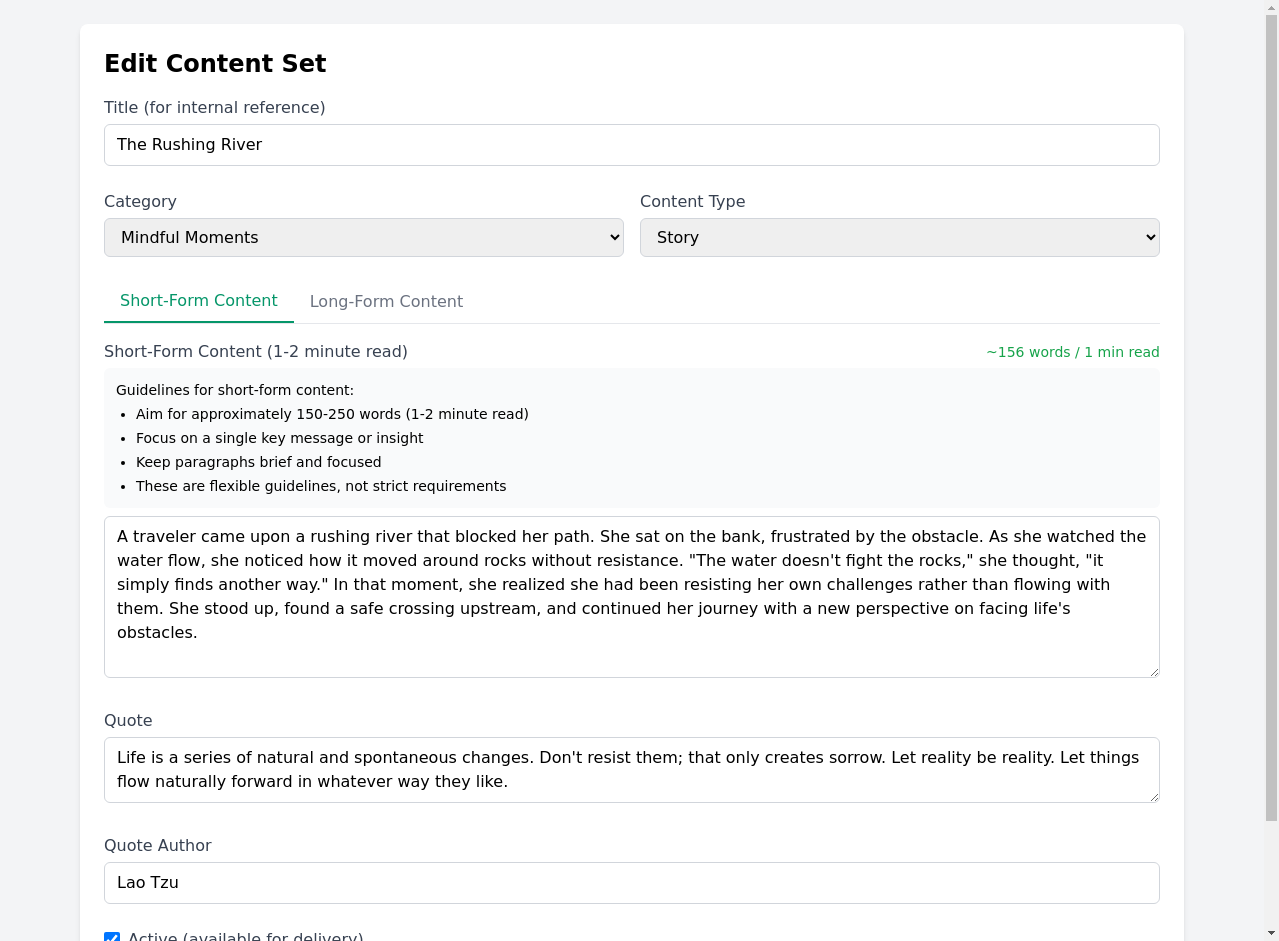 Edit Content Set
Title (for internal reference)
The Rushing River
Category
Content Type
Mindful Moments
Story
Short-Form Content
Long-Form Content
Short-Form Content (1-2 minute read)
~156 words / 1 min read
Guidelines for short-form content:
• Aim for approximately 150-250 words (1-2 minute read)
• Focus on a single key message or insight
• Keep paragraphs brief and focused
• These are flexible guidelines, not strict requirements
A traveler came upon a rushing river that blocked her path. She sat on the bank, frustrated by the obstacle. As she watched the
water flow, she noticed how it moved around rocks without resistance. "The water doesn't fight the rocks," she thought, "it
simply finds another way." In that moment, she realized she had been resisting her own challenges rather than flowing with
them. She stood up, found a safe crossing upstream, and continued her journey with a new perspective on facing life's
obstacles.
Quote
Life is a series of natural and spontaneous changes. Don't resist them; that only creates sorrow. Let reality be reality. Let things
flow naturally forward in whatever way they like.
Quote Author
Lao Tzu
Active (available for delivery)